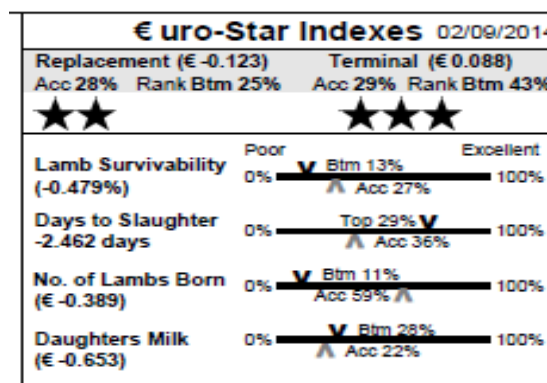 € uro-Star Indexes 02/09/2014
Replacement (€ -0.123) Terminal (€ 0.088)
Acc 28% Rank Btm 25% Acc 29% Rank Btm 43%
Poor Excellent
Lamb Survivability
(-0.479%)
0% Btm 13% 100%
Acc 27%
Days to Slaughter
-2.462 days
0% Top 29% 100%
Acc 36%
No. of Lambs Born
(€ -0.389)
0% Btm 11% 100%
Acc 59%
Daughters Milk
(€ -0.653)
0% Btm 28% 100%
Acc 22%